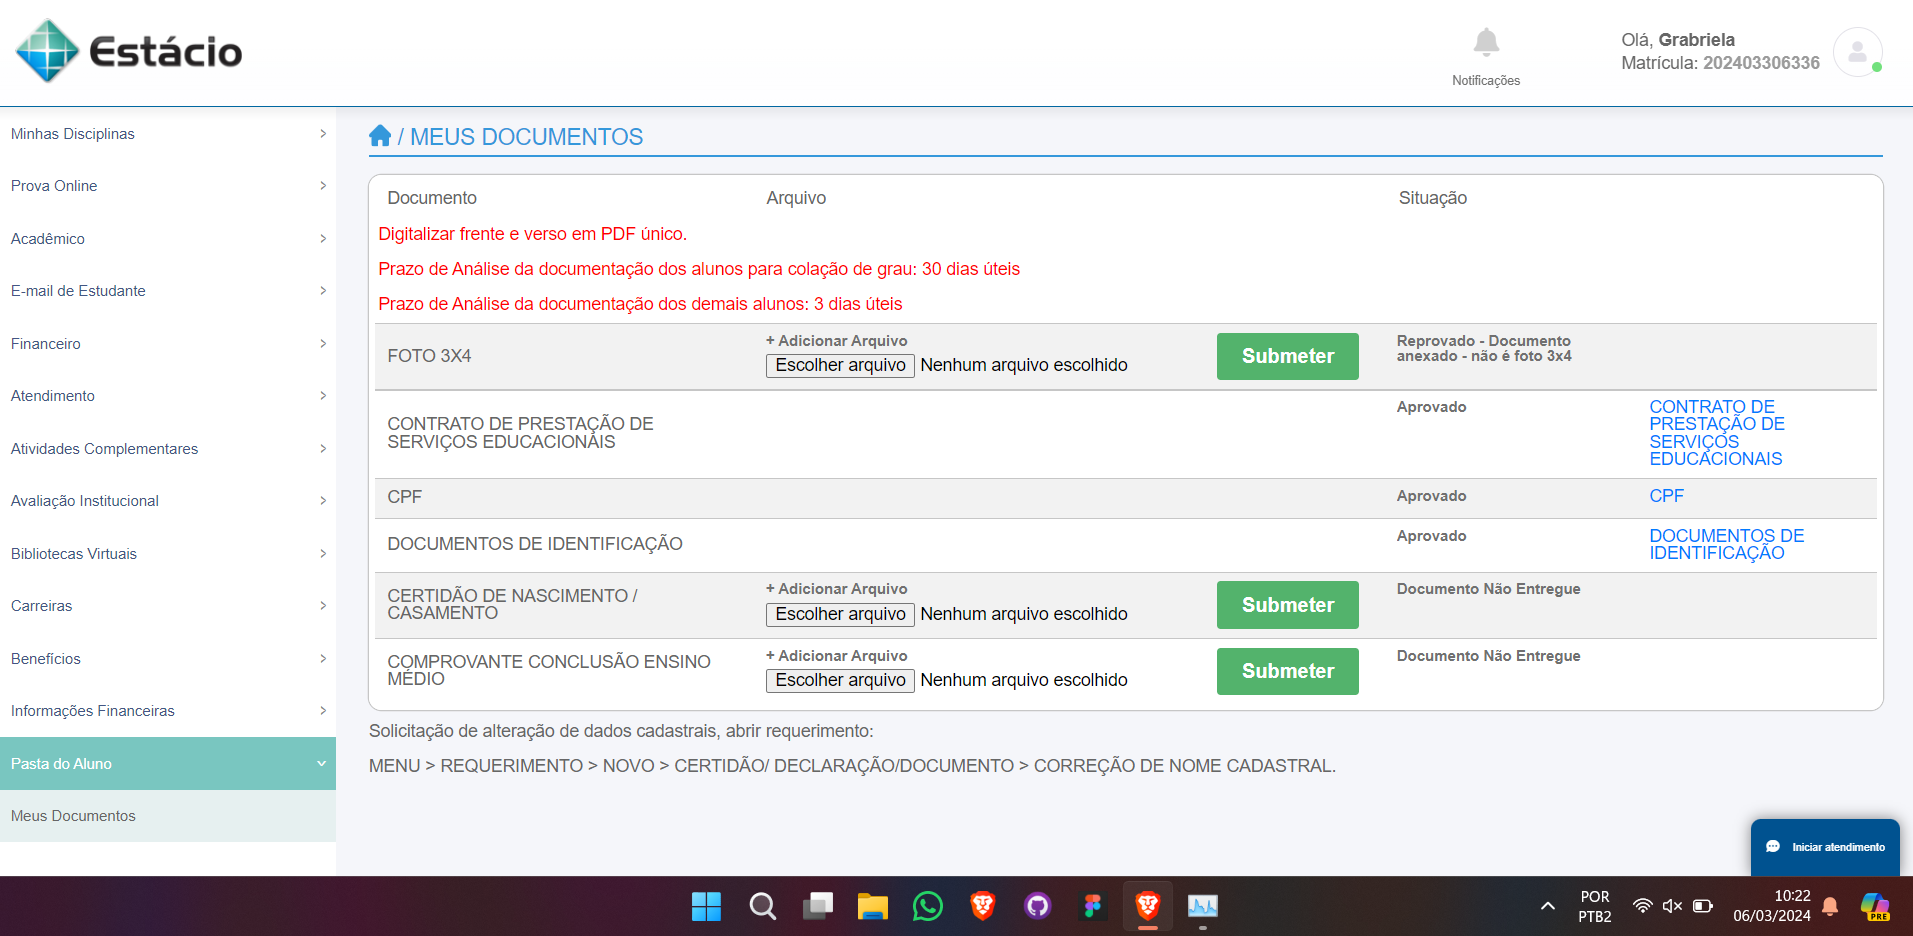 Estácio
Notificações
Olá, Grabriela
Matrícula: 202403306336
Minhas Disciplinas
Prova Online
Acadêmico
E-mail de Estudante
Financeiro
Atendimento
Atividades Complementares
Avaliação Institucional
Bibliotecas Virtuais
Carreiras
Benefícios
Informações Financeiras
Pasta do Aluno
Meus Documentos
/ MEUS DOCUMENTOS
Documento Arquivo Situação
Digitalizar frente e verso em PDF único.
Prazo de Análise da documentação dos alunos para colação de grau: 30 dias úteis
Prazo de Análise da documentação dos demais alunos: 3 dias úteis
FOTO 3X4
+ Adicionar Arquivo
Escolher arquivo Nenhum arquivo escolhido
Submeter
Reprovado - Documento
anexado - não é foto 3x4
CONTRATO DE PRESTAÇÃO DE
SERVIÇOS EDUCACIONAIS
Aprovado
CONTRATO DE
PRESTAÇÃO DE
SERVIÇOS
EDUCACIONAIS
CPF
Aprovado
CPF
DOCUMENTOS DE IDENTIFICAÇÃO
Aprovado
DOCUMENTOS DE
IDENTIFICAÇÃO
CERTIDÃO DE NASCIMENTO /
CASAMENTO
+ Adicionar Arquivo
Escolher arquivo Nenhum arquivo escolhido
Submeter
Documento Não Entregue
COMPROVANTE CONCLUSÃO ENSINO
MÉDIO
+ Adicionar Arquivo
Escolher arquivo Nenhum arquivo escolhido
Submeter
Documento Não Entregue
Solicitação de alteração de dados cadastrais, abrir requerimento:
MENU > REQUERIMENTO > NOVO > CERTIDÃO/ DECLARAÇÃO/DOCUMENTO > CORREÇÃO DE NOME CADASTRAL.
Iniciar atendimento
POR
PTB2
10:22
06/03/2024
PRE